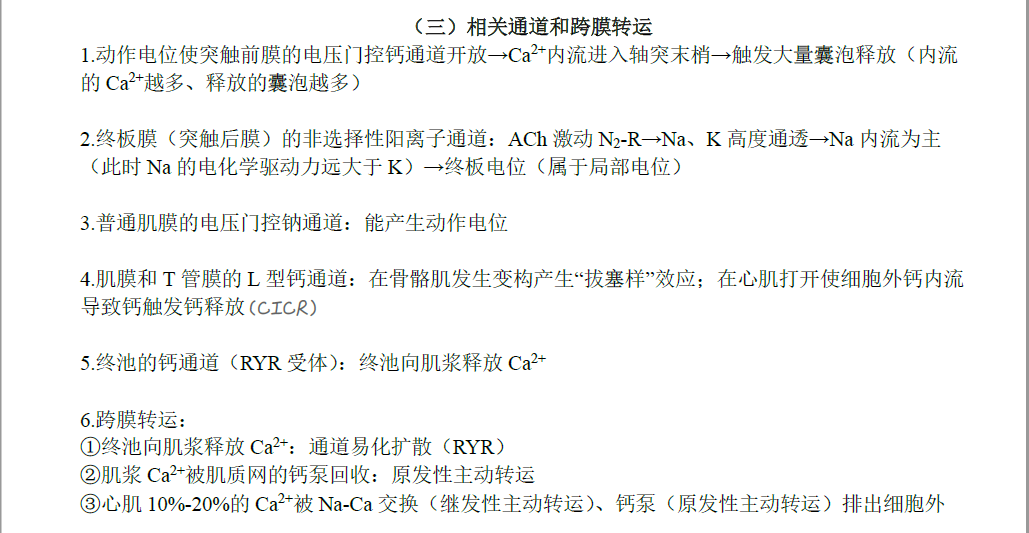 （三）相关通道和跨膜转运
1.动作电位使突触前膜的电压门控钙通道开放→Ca²⁺内流进入轴突末梢→触发大量囊泡释放（内流
的 Ca²⁺越多、释放的囊泡越多）
2.终板膜（突触后膜）的非选择性阳离子通道：ACh 激动 N₂-R→Na、K 高度通透→Na 内流为主
（此时 Na 的电化学驱动力远大于 K）→终板电位（属于局部电位）
3.普通肌膜的电压门控钠通道：能产生动作电位
4.肌膜和 T 管膜的 L 型钙通道：在骨骼肌发生变构产生“拔塞样”效应；在心肌打开使细胞外钙内流
导致钙触发钙释放(CICR)
5.终池的钙通道（RYR 受体）：终池向肌浆释放 Ca²⁺
6.跨膜转运：
①终池向肌浆释放 Ca²⁺：通道易化扩散（RYR）
②肌浆 Ca²⁺被肌质网的钙泵回收：原发性主动转运
③心肌 10%-20%的 Ca²⁺被 Na-Ca 交换（继发性主动转运）、钙泵（原发性主动转运）排出细胞外